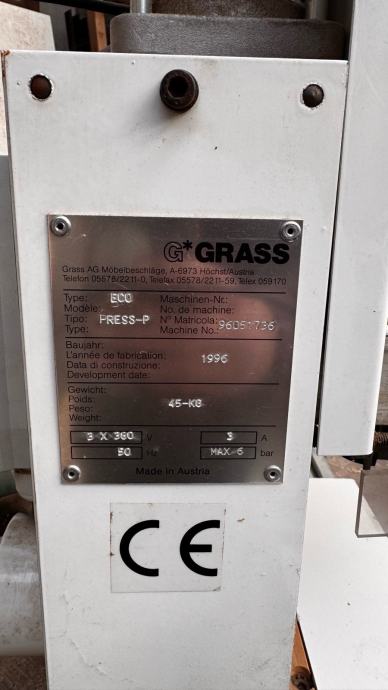 G*GRASS
Grass AG Möbelbeschläge, A-6973 Höchst/Austria
Telefon 05578/2211-0, Telefax 05578/2211-59, Telex 059170
Type: ECO Maschinen-Nr.:
Modèle: No. de machine:
Tipo: PRESS-P N° Matricola: 96051736
Type: Machine No.:
Baujahr:
L'année de fabrication: 1996
Data di construzione:
Development date:
Gewicht:
Poids: 45-KG
Peso:
Weight:
3 X 380 V 3 A
50 Hz MAX 6 bar
Made in Austria
CE